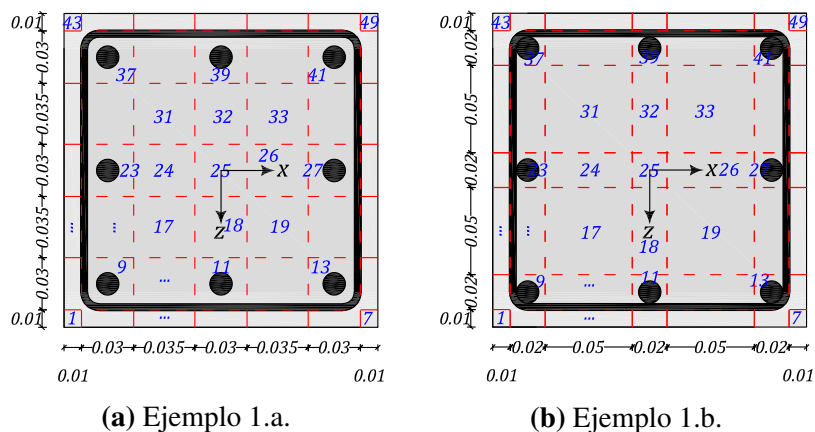 0.01 43 49
0.03 37 39 41
0.035 31 32 33
0.03 23 24 25 26 27 x
0.035 ... ... 17 18 19 z
0.03 9 ... 11 13
0.01 1 ... 7
0.03 0.035 0.03 0.035 0.03
0.01 0.01
(a) Ejemplo 1.a.
0.01 43 49
0.02 37 39 41
0.05 31 32 33
0.02 23 24 25 x 26 27
0.05 ... ... 17 z 18 19
0.02 9 ... 11 13
0.01 1 ... 7
0.02 0.05 0.02 0.05 0.02
0.01 0.01
(b) Ejemplo 1.b.